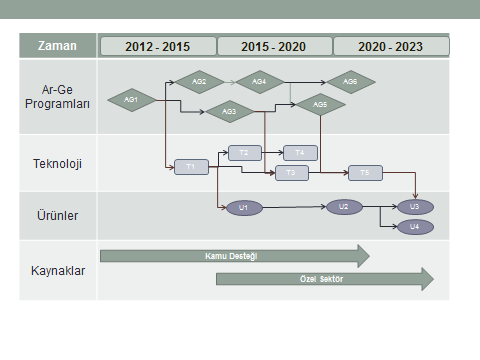 Zaman
2012 - 2015
2015 - 2020
2020 - 2023
Ar-Ge
Programları
AG1
AG2
AG4
AG6
AG3
AG5
Teknoloji
T1
T2
T4
T3
T5
Ürünler
U1
U2
U3
U4
Kaynaklar
Kamu Desteği
Özel Sektör